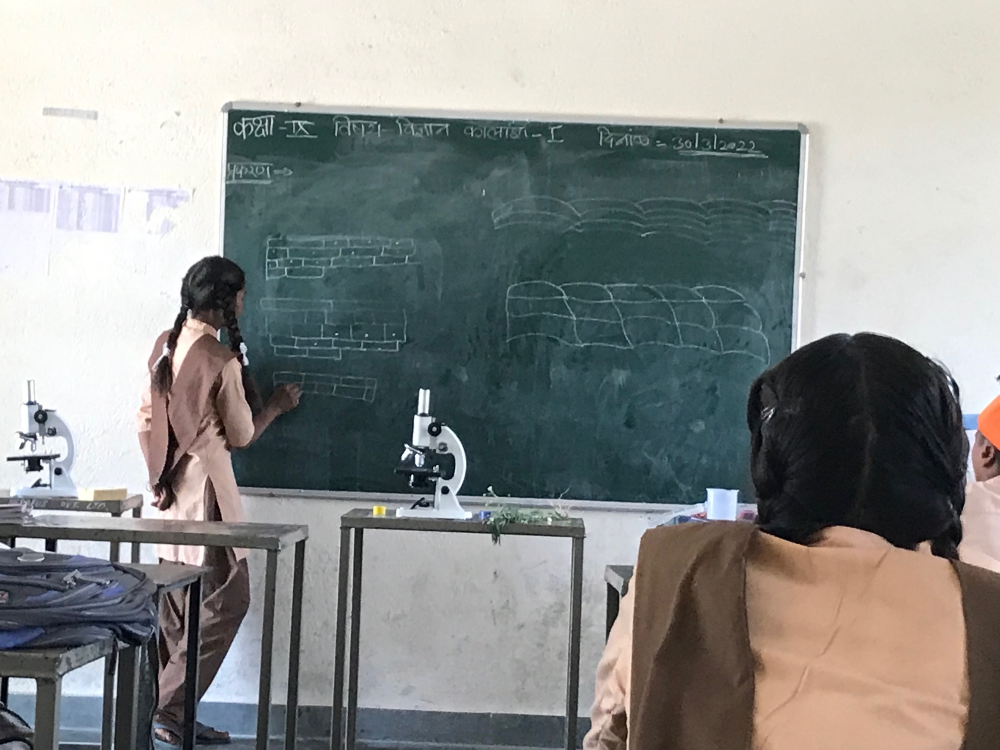 कक्षा - IX विषय - विज्ञान कालांश - I दिनांक = 30/3/2022
प्रकरण →